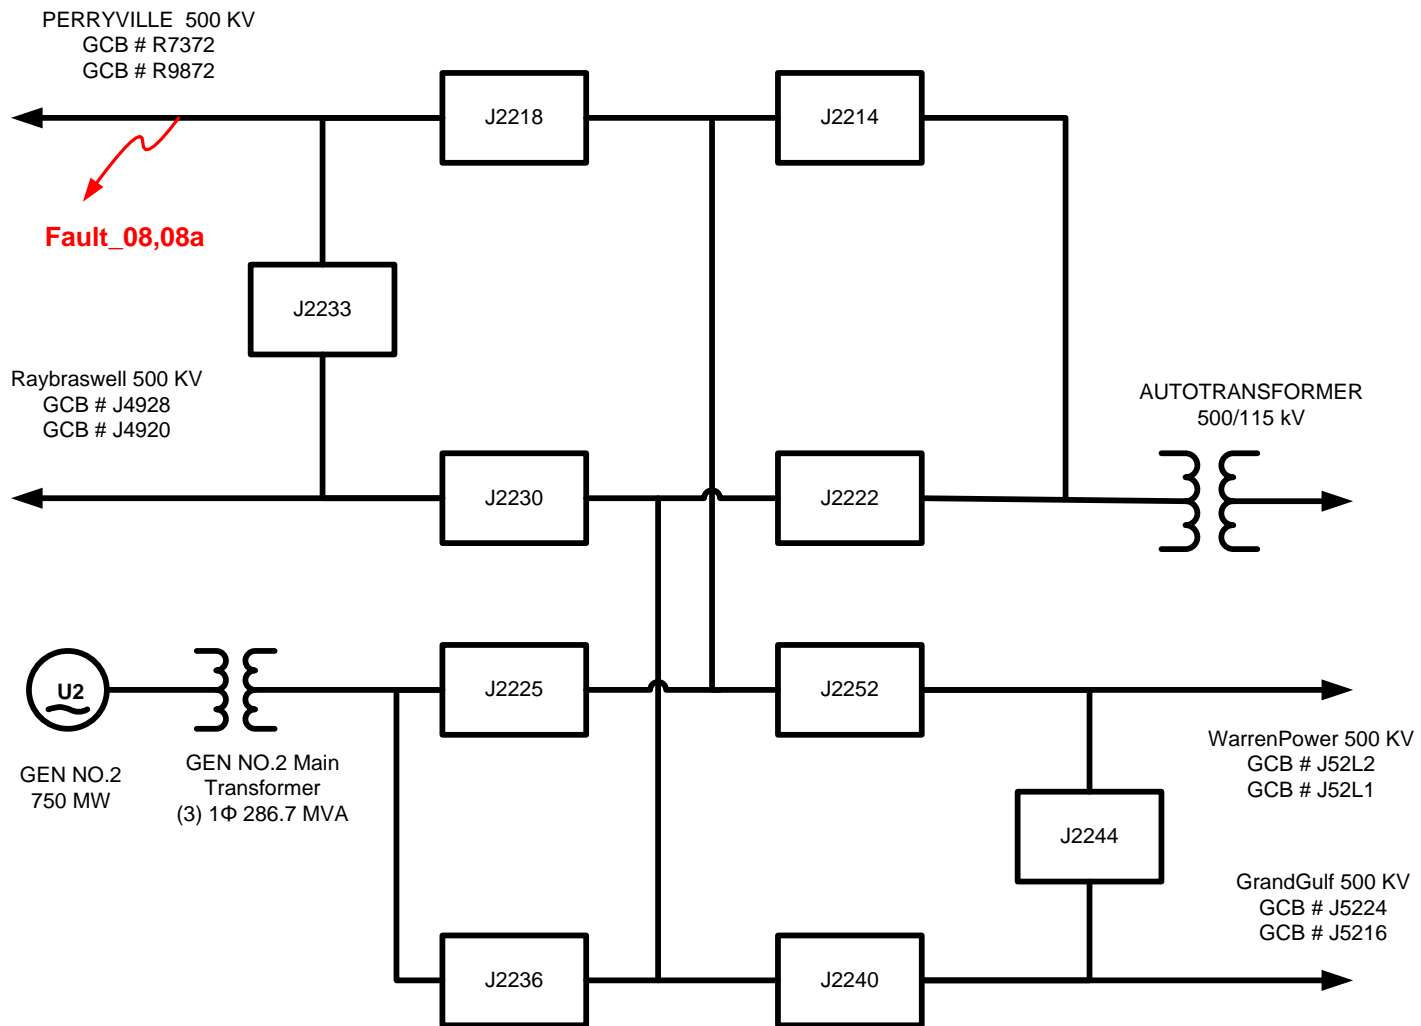 PERRYVILLE 500 KV
GCB # R7372
GCB # R9872
J2218
J2214
Fault_08,08a
J2233
Raybraswell 500 KV
GCB # J4928
GCB # J4920
AUTOTRANSFORMER
500/115 kV
J2230
J2222
U2
J2225
J2252
GEN NO.2
750 MW
GEN NO.2 Main
Transformer
(3) 1Φ 286.7 MVA
WarrenPower 500 KV
GCB # J52L2
GCB # J52L1
J2244
GrandGulf 500 KV
GCB # J5224
GCB # J5216
J2236
J2240